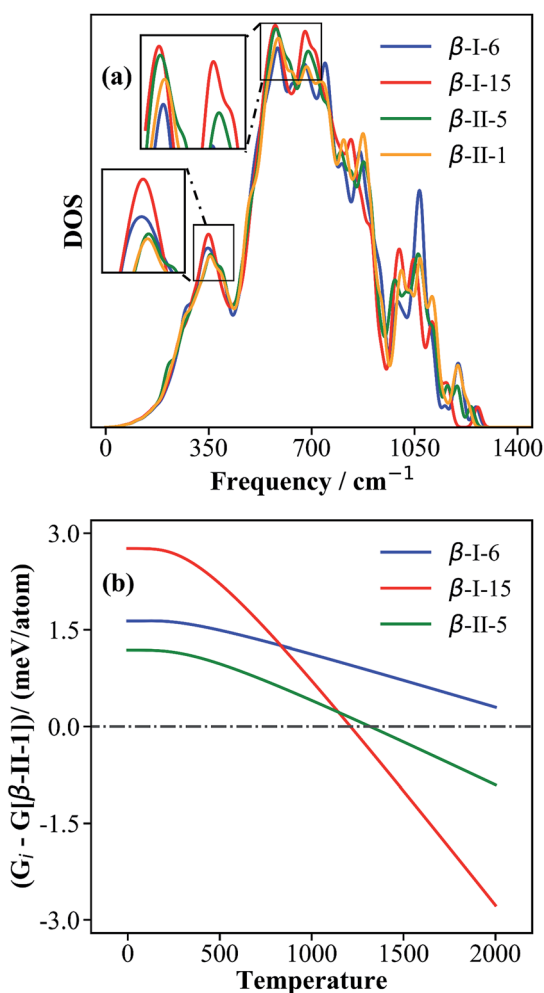 (a)
β-I-6
β-I-15
β-II-5
β-II-1
DOS
0 350 700 1050 1400
Frequency / cm⁻¹
(b)
β-I-6
β-I-15
β-II-5
3.0
1.5
0.0
-1.5
-3.0
(Gᵢ - G[β-II-1])/ (meV/atom)
0 500 1000 1500 2000
Temperature